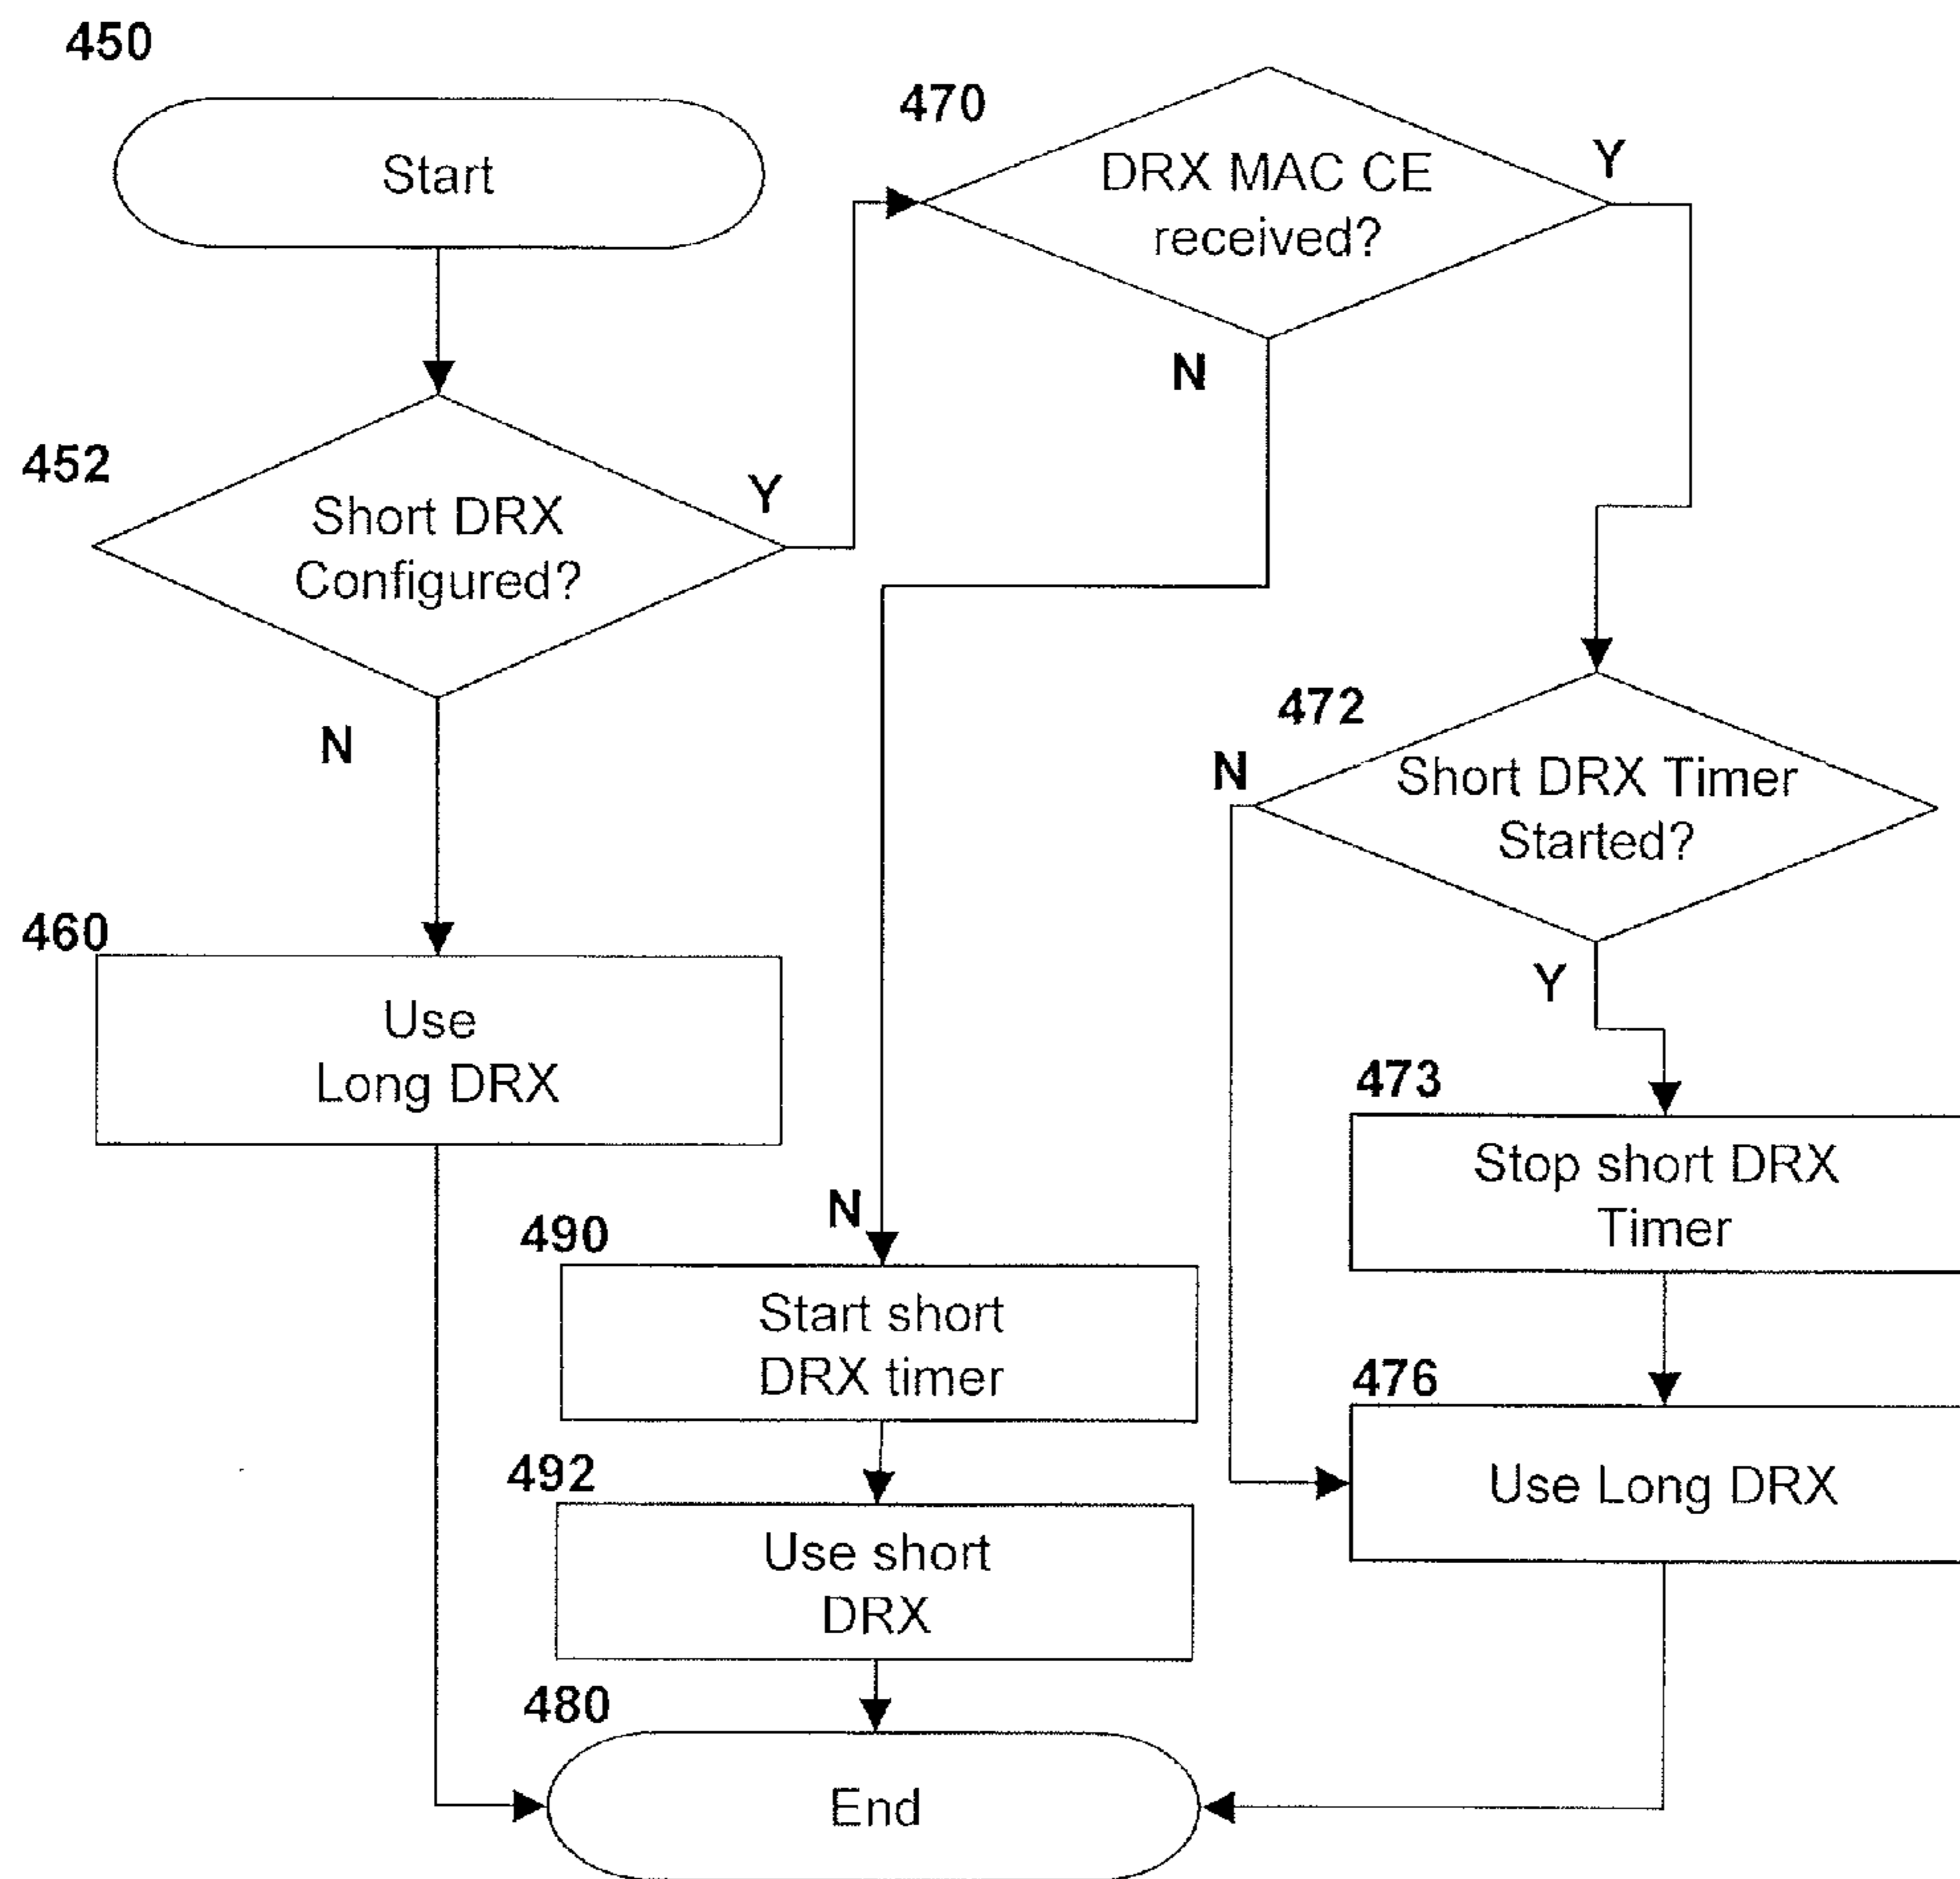 450
Start
452
Short DRX
Configured?
Y
N
460
Use
Long DRX
470
DRX MAC CE
received?
Y
N
472
Short DRX Timer
Started?
N
Y
473
Stop short DRX
Timer
476
Use Long DRX
N
490
Start short
DRX timer
492
Use short
DRX
480
End